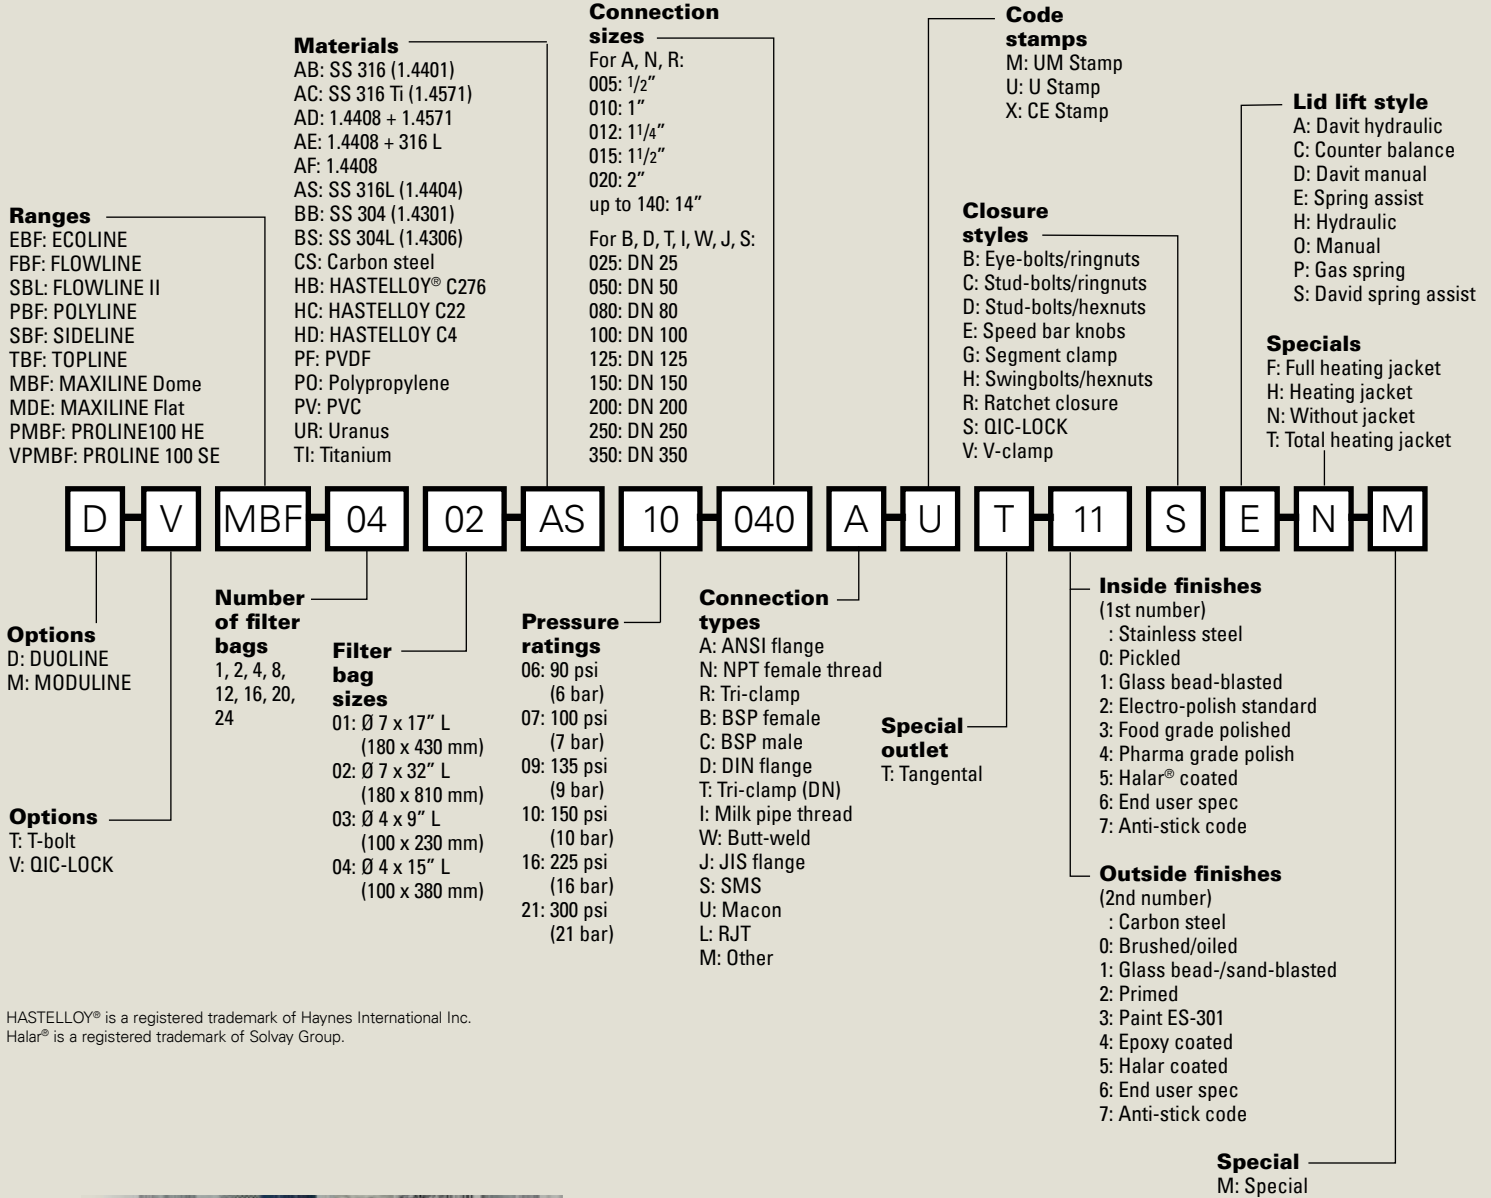 Ranges
EBF: ECOLINE
FBF: FLOWLINE
SBL: FLOWLINE II
PBF: POLYLINE
SBF: SIDELINE
TBF: TOPLINE
MBF: MAXILINE Dome
MDE: MAXILINE Flat
PMBF: PROLINE100 HE
VPMBF: PROLINE 100 SE
Materials
AB: SS 316 (1.4401)
AC: SS 316 Ti (1.4571)
AD: 1.4408 + 1.4571
AE: 1.4408 + 316 L
AF: 1.4408
AS: SS 316L (1.4404)
BB: SS 304 (1.4301)
BS: SS 304L (1.4306)
CS: Carbon steel
HB: HASTELLOY® C276
HC: HASTELLOY C22
HD: HASTELLOY C4
PF: PVDF
PO: Polypropylene
PV: PVC
UR: Uranus
TI: Titanium
Connection
sizes
For A, N, R:
005: 1/2”
010: 1”
012: 11/4”
015: 11/2”
020: 2”
up to 140: 14”
For B, D, T, I, W, J, S:
025: DN 25
050: DN 50
080: DN 80
100: DN 100
125: DN 125
150: DN 150
200: DN 200
250: DN 250
350: DN 350
Code
stamps
M: UM Stamp
U: U Stamp
X: CE Stamp
Closure
styles
B: Eye-bolts/ringnuts
C: Stud-bolts/ringnuts
D: Stud-bolts/hexnuts
E: Speed bar knobs
G: Segment clamp
H: Swingbolts/hexnuts
R: Ratchet closure
S: QIC-LOCK
V: V-clamp
Lid lift style
A: Davit hydraulic
C: Counter balance
D: Davit manual
E: Spring assist
H: Hydraulic
O: Manual
P: Gas spring
S: David spring assist
Specials
F: Full heating jacket
H: Heating jacket
N: Without jacket
T: Total heating jacket
D V MBF 04 02 AS 10 040 A U T 11 S E N M
Options
D: DUOLINE
M: MODULINE
Options
T: T-bolt
V: QIC-LOCK
Number
of filter
bags
1, 2, 4, 8,
12, 16, 20,
24
Filter
bag
sizes
01: Ø 7 x 17” L
(180 x 430 mm)
02: Ø 7 x 32” L
(180 x 810 mm)
03: Ø 4 x 9” L
(100 x 230 mm)
04: Ø 4 x 15” L
(100 x 380 mm)
Pressure
ratings
06: 90 psi
(6 bar)
07: 100 psi
(7 bar)
09: 135 psi
(9 bar)
10: 150 psi
(10 bar)
16: 225 psi
(16 bar)
21: 300 psi
(21 bar)
Connection
types
A: ANSI flange
N: NPT female thread
R: Tri-clamp
B: BSP female
C: BSP male
D: DIN flange
T: Tri-clamp (DN)
I: Milk pipe thread
W: Butt-weld
J: JIS flange
S: SMS
U: Macon
L: RJT
M: Other
Special
outlet
T: Tangental
Inside finishes
(1st number)
: Stainless steel
0: Pickled
1: Glass bead-blasted
2: Electro-polish standard
3: Food grade polished
4: Pharma grade polish
5: Halar® coated
6: End user spec
7: Anti-stick code
Outside finishes
(2nd number)
: Carbon steel
0: Brushed/oiled
1: Glass bead-/sand-blasted
2: Primed
3: Paint ES-301
4: Epoxy coated
5: Halar coated
6: End user spec
7: Anti-stick code
Special
M: Special
HASTELLOY® is a registered trademark of Haynes International Inc.
Halar® is a registered trademark of Solvay Group.